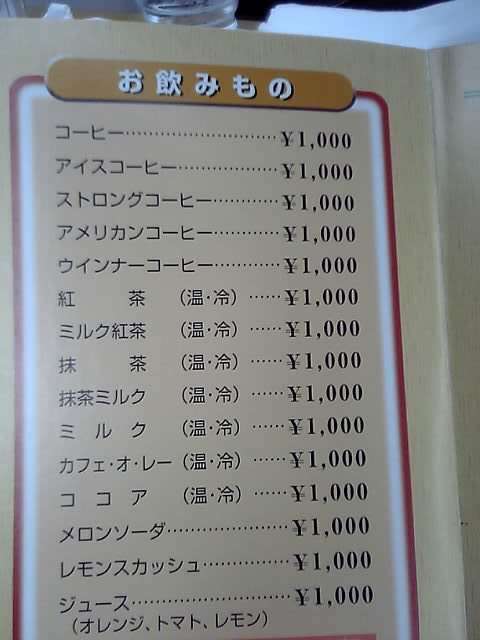 お飲みもの
コーヒー…………………………¥1,000
アイスコーヒー………………¥1,000
ストロングコーヒー…………¥1,000
アメリカンコーヒー…………¥1,000
ウインナーコーヒー…………¥1,000
紅　　茶　（温・冷）……¥1,000
ミルク紅茶　（温・冷）……¥1,000
抹　　茶　（温・冷）……¥1,000
抹茶ミルク　（温・冷）……¥1,000
ミ　ル　ク　（温・冷）……¥1,000
カフェ・オ・レー（温・冷）……¥1,000
コ　コ　ア　（温・冷）……¥1,000
メロンソーダ…………………¥1,000
レモンスカッシュ……………¥1,000
ジュース………………………¥1,000
（オレンジ、トマト、レモン）